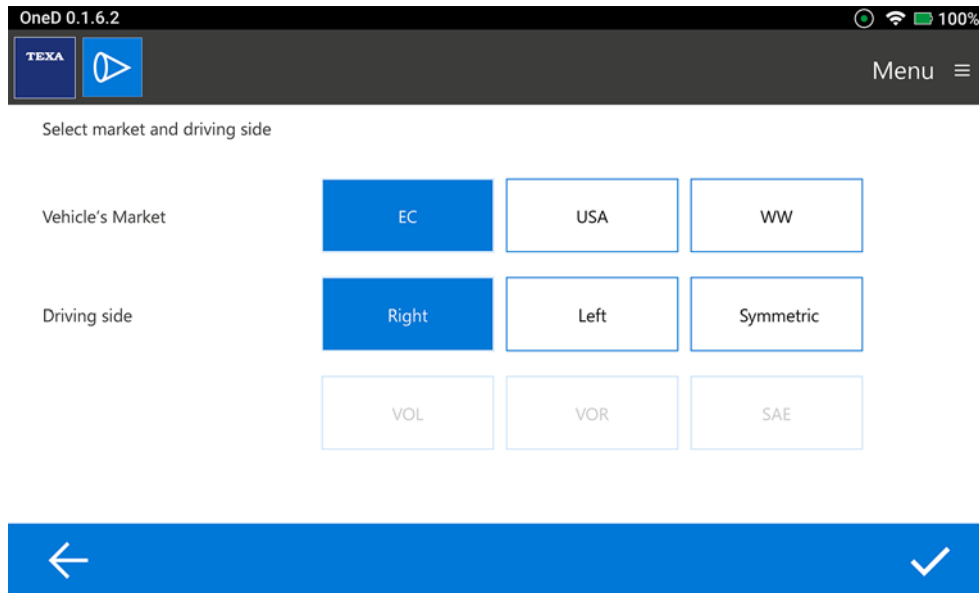 OneD 0.1.6.2 100%
TEXA
Menu
Select market and driving side
Vehicle's Market EC USA WW
Driving side Right Left Symmetric
VOL VOR SAE